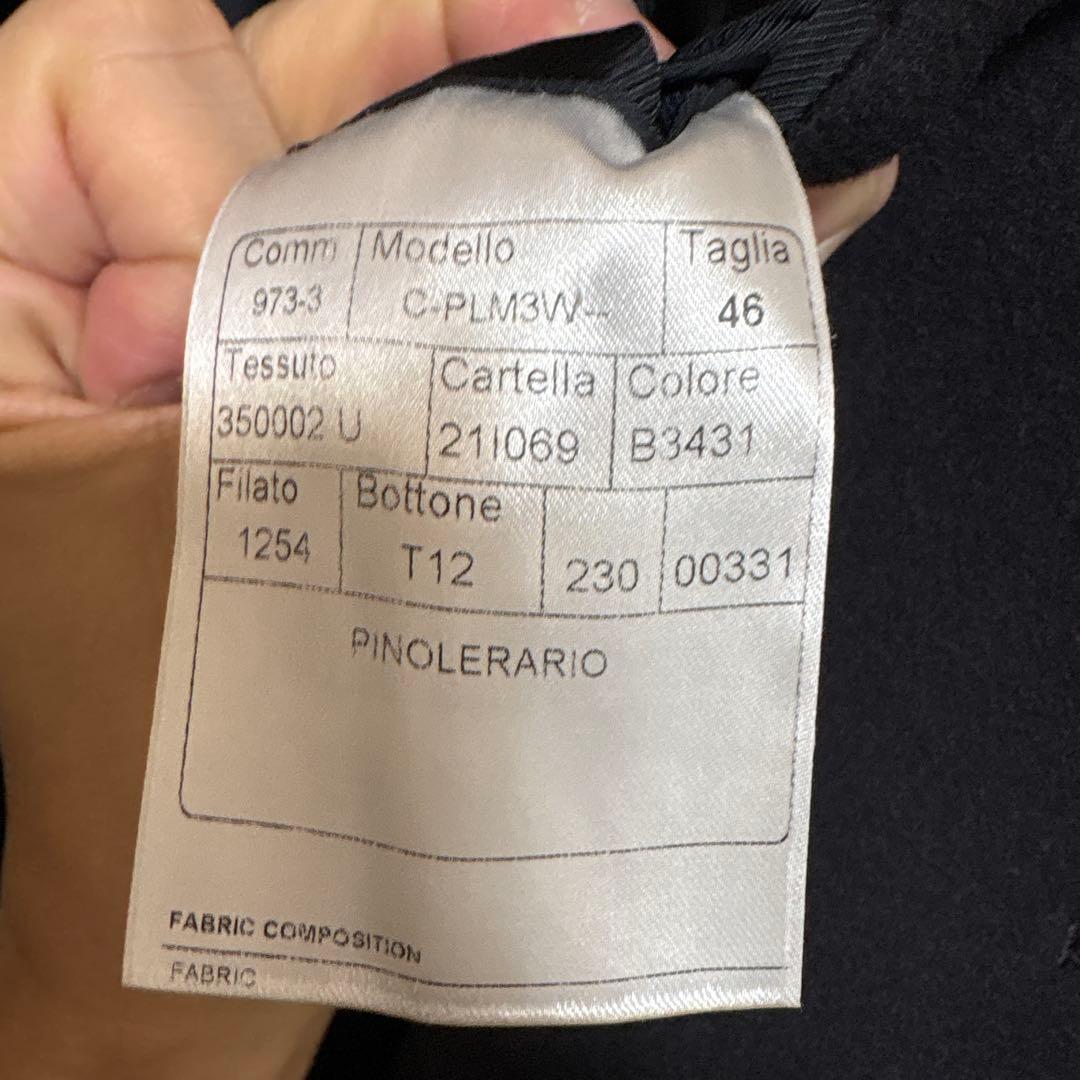 Comm Modello Taglia
973-3 C-PLM3W-- 46
Tessuto Cartella Colore
350002 U 21I069 B3431
Filato Bottone
1254 T12 230 00331
PINOLERARIO
FABRIC COMPOSITION
FABRIC